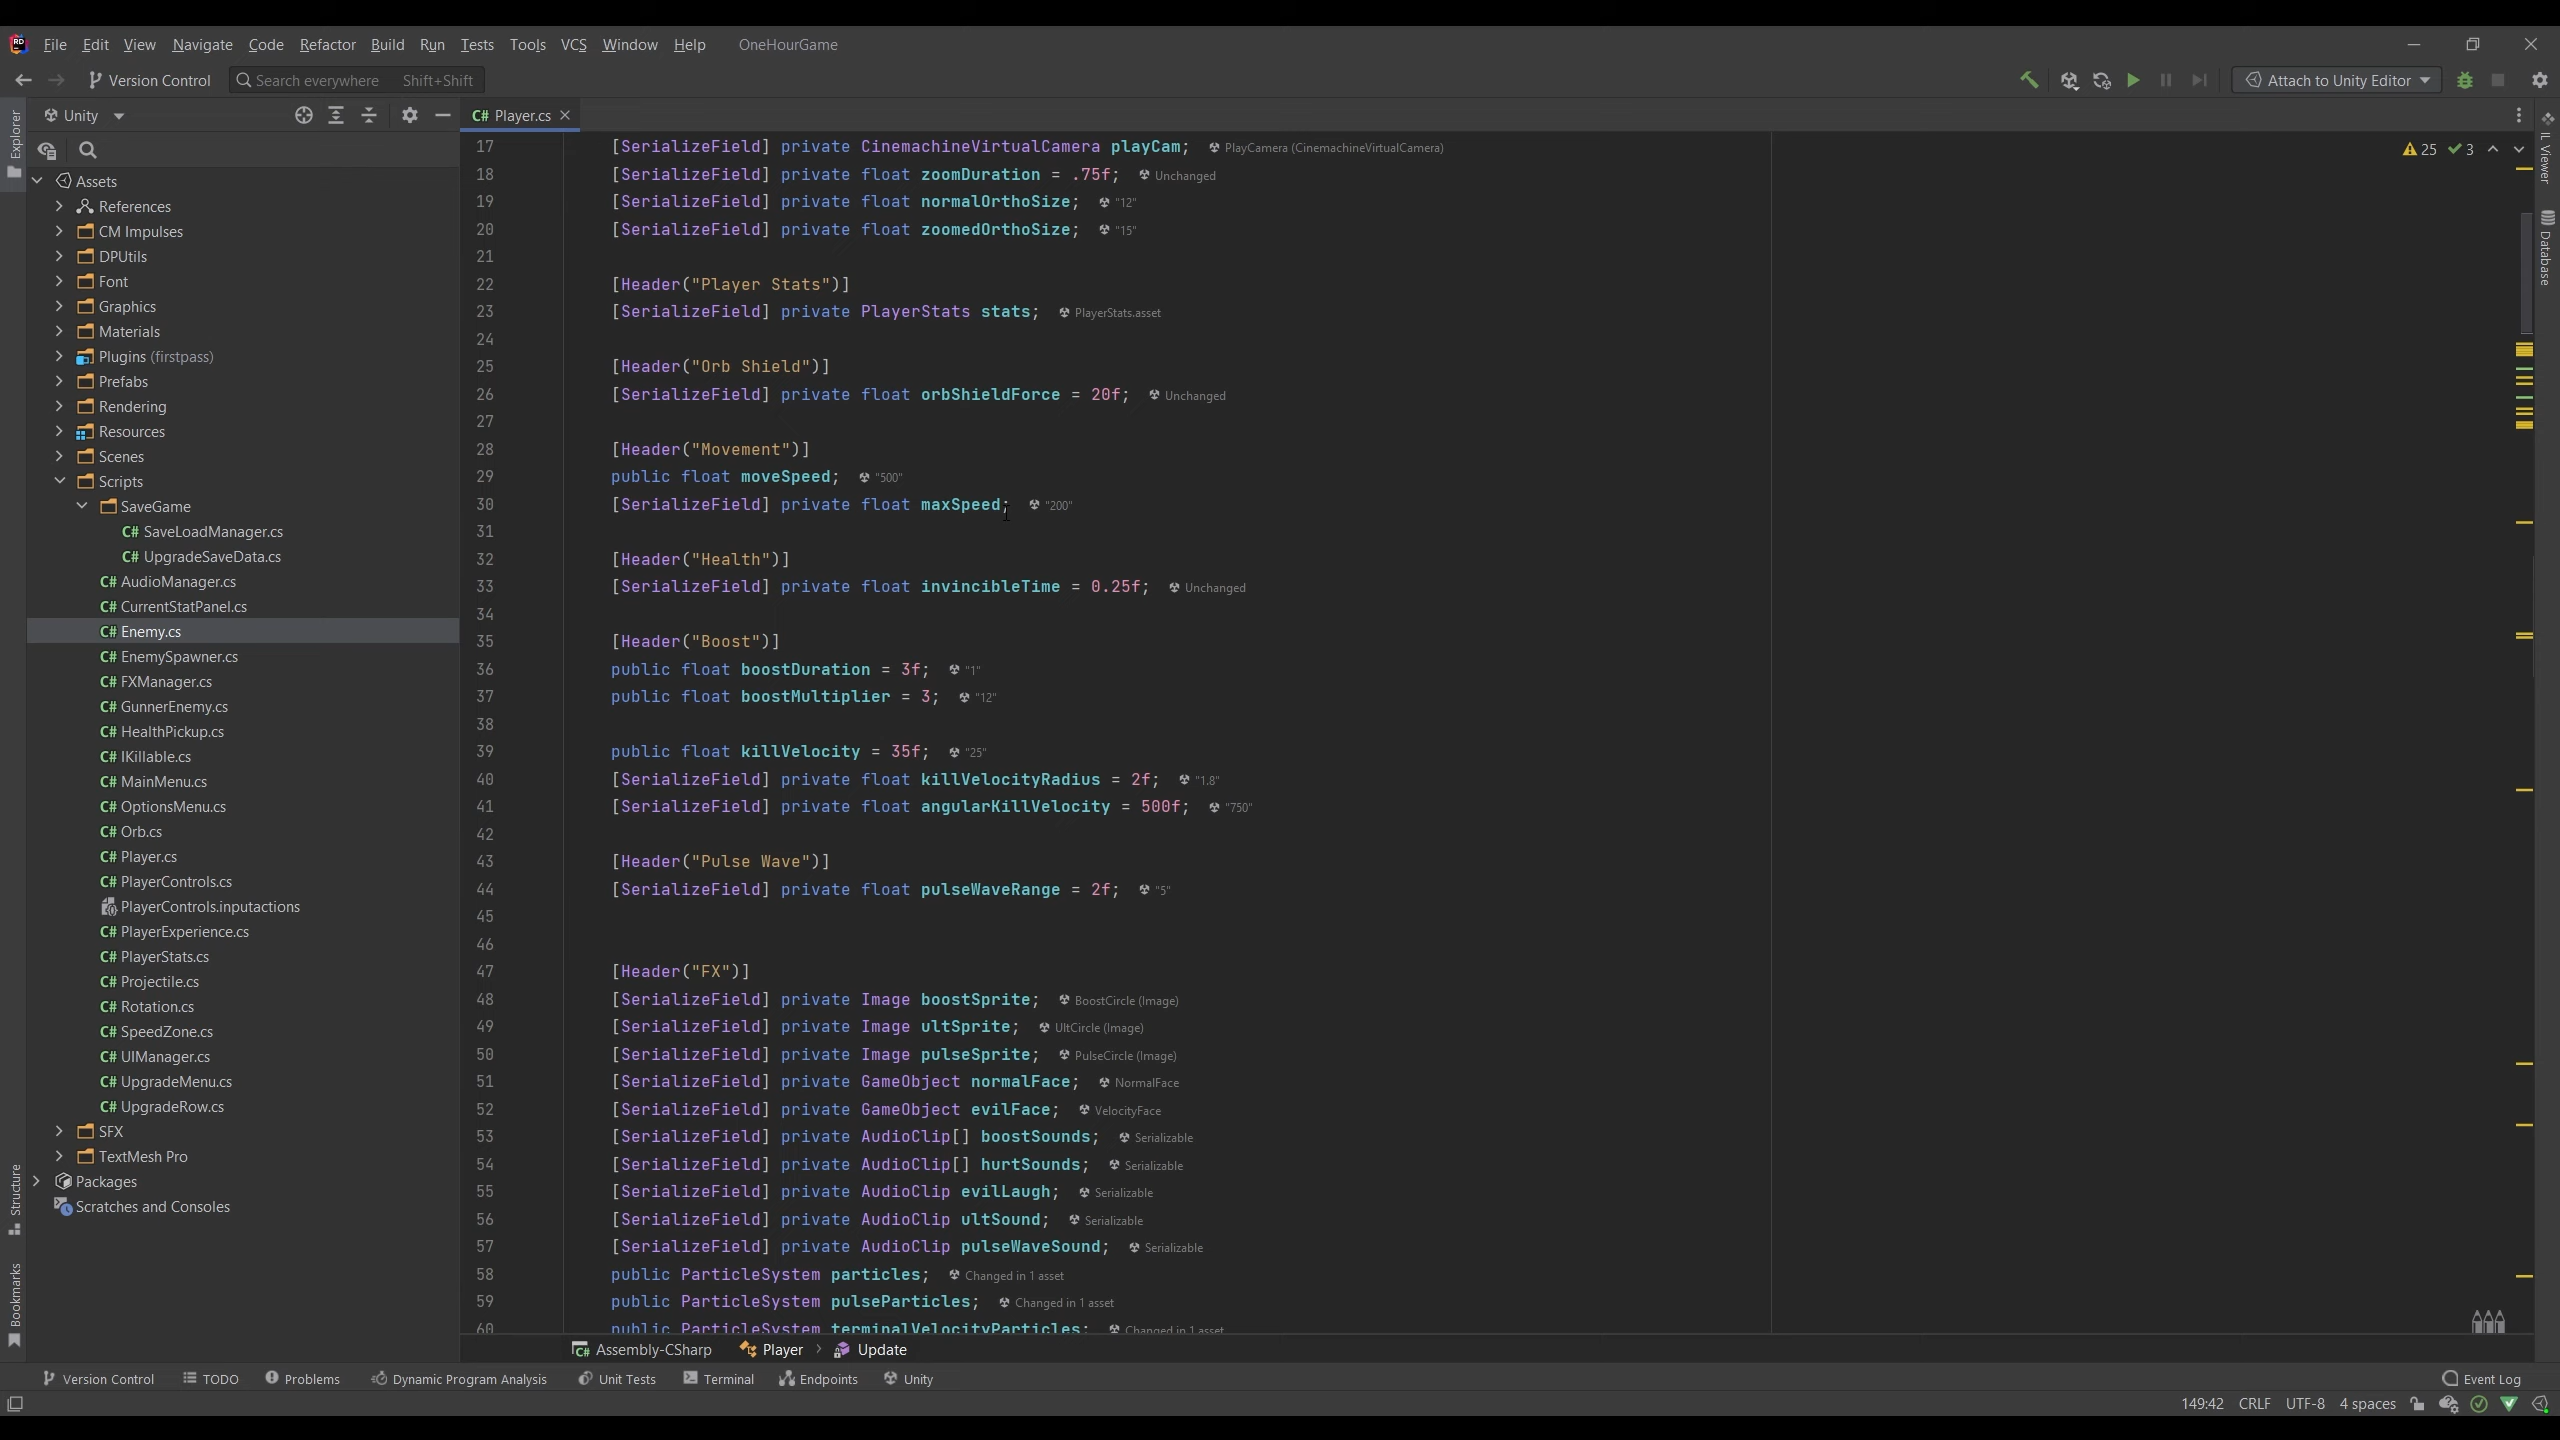 File Edit View Navigate Code Refactor Build Run Tests Tools VCS Window Help OneHourGame
Version Control Search everywhere Shift+Shift Attach to Unity Editor
Unity
C# Player.cs
Explorer
Assets
References
CM Impulses
DPUtils
Font
Graphics
Materials
Plugins (firstpass)
Prefabs
Rendering
Resources
Scenes
Scripts
SaveGame
C# SaveLoadManager.cs
C# UpgradeSaveData.cs
C# AudioManager.cs
C# CurrentStatPanel.cs
C# Enemy.cs
C# EnemySpawner.cs
C# FXManager.cs
C# GunnerEnemy.cs
C# HealthPickup.cs
C# IKillable.cs
C# MainMenu.cs
C# OptionsMenu.cs
C# Orb.cs
C# Player.cs
C# PlayerControls.cs
PlayerControls.inputactions
C# PlayerExperience.cs
C# PlayerStats.cs
C# Projectile.cs
C# Rotation.cs
C# SpeedZone.cs
C# UIManager.cs
C# UpgradeMenu.cs
C# UpgradeRow.cs
SFX
TextMesh Pro
Packages
Scratches and Consoles
Structure
Bookmarks
17 [SerializeField] private CinemachineVirtualCamera playCam; PlayCamera (CinemachineVirtualCamera)
18 [SerializeField] private float zoomDuration = .75f; Unchanged
19 [SerializeField] private float normalOrthoSize; "12"
20 [SerializeField] private float zoomedOrthoSize; "15"
21
22 [Header("Player Stats")]
23 [SerializeField] private PlayerStats stats; PlayerStats.asset
24
25 [Header("Orb Shield")]
26 [SerializeField] private float orbShieldForce = 20f; Unchanged
27
28 [Header("Movement")]
29 public float moveSpeed; "500"
30 [SerializeField] private float maxSpeed; "200"
31
32 [Header("Health")]
33 [SerializeField] private float invincibleTime = 0.25f; Unchanged
34
35 [Header("Boost")]
36 public float boostDuration = 3f; "1"
37 public float boostMultiplier = 3; "12"
38
39 public float killVelocity = 35f; "25"
40 [SerializeField] private float killVelocityRadius = 2f; "1.8"
41 [SerializeField] private float angularKillVelocity = 500f; "750"
42
43 [Header("Pulse Wave")]
44 [SerializeField] private float pulseWaveRange = 2f; "5"
45
46
47 [Header("FX")]
48 [SerializeField] private Image boostSprite; BoostCircle (Image)
49 [SerializeField] private Image ultSprite; UltCircle (Image)
50 [SerializeField] private Image pulseSprite; PulseCircle (Image)
51 [SerializeField] private GameObject normalFace; NormalFace
52 [SerializeField] private GameObject evilFace; VelocityFace
53 [SerializeField] private AudioClip[] boostSounds; Serializable
54 [SerializeField] private AudioClip[] hurtSounds; Serializable
55 [SerializeField] private AudioClip evilLaugh; Serializable
56 [SerializeField] private AudioClip ultSound; Serializable
57 [SerializeField] private AudioClip pulseWaveSound; Serializable
58 public ParticleSystem particles; Changed in 1 asset
59 public ParticleSystem pulseParticles; Changed in 1 asset
60 public ParticleSystem terminalVelocityParticles; Changed in 1 asset
25 3
IL Viewer
Database
Assembly-CSharp Player Update
Version Control TODO Problems Dynamic Program Analysis Unit Tests Terminal Endpoints Unity Event Log
149:42 CRLF UTF-8 4 spaces